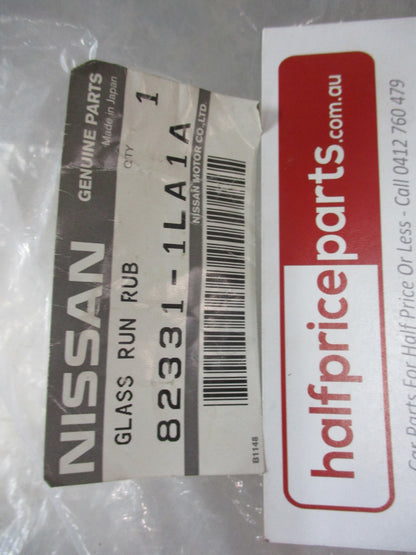 NISSAN
GENUINE PARTS
Made in Japan
GLASS RUN RUB
QTY 1
82331-1LA1A
NISSAN MOTOR CO.,LTD.
B1148
halfpriceparts.com.au
Car Parts For Half Price Or Less - Call 0412 760 479